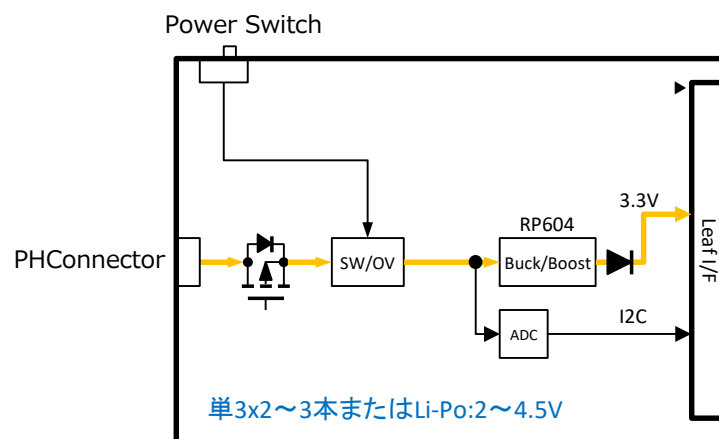 Power Switch
3.3V
RP604
PHConnector
SW/OV
Buck/Boost
Leaf I/F
ADC
I2C
単3x2～3本またはLi-Po:2～4.5V